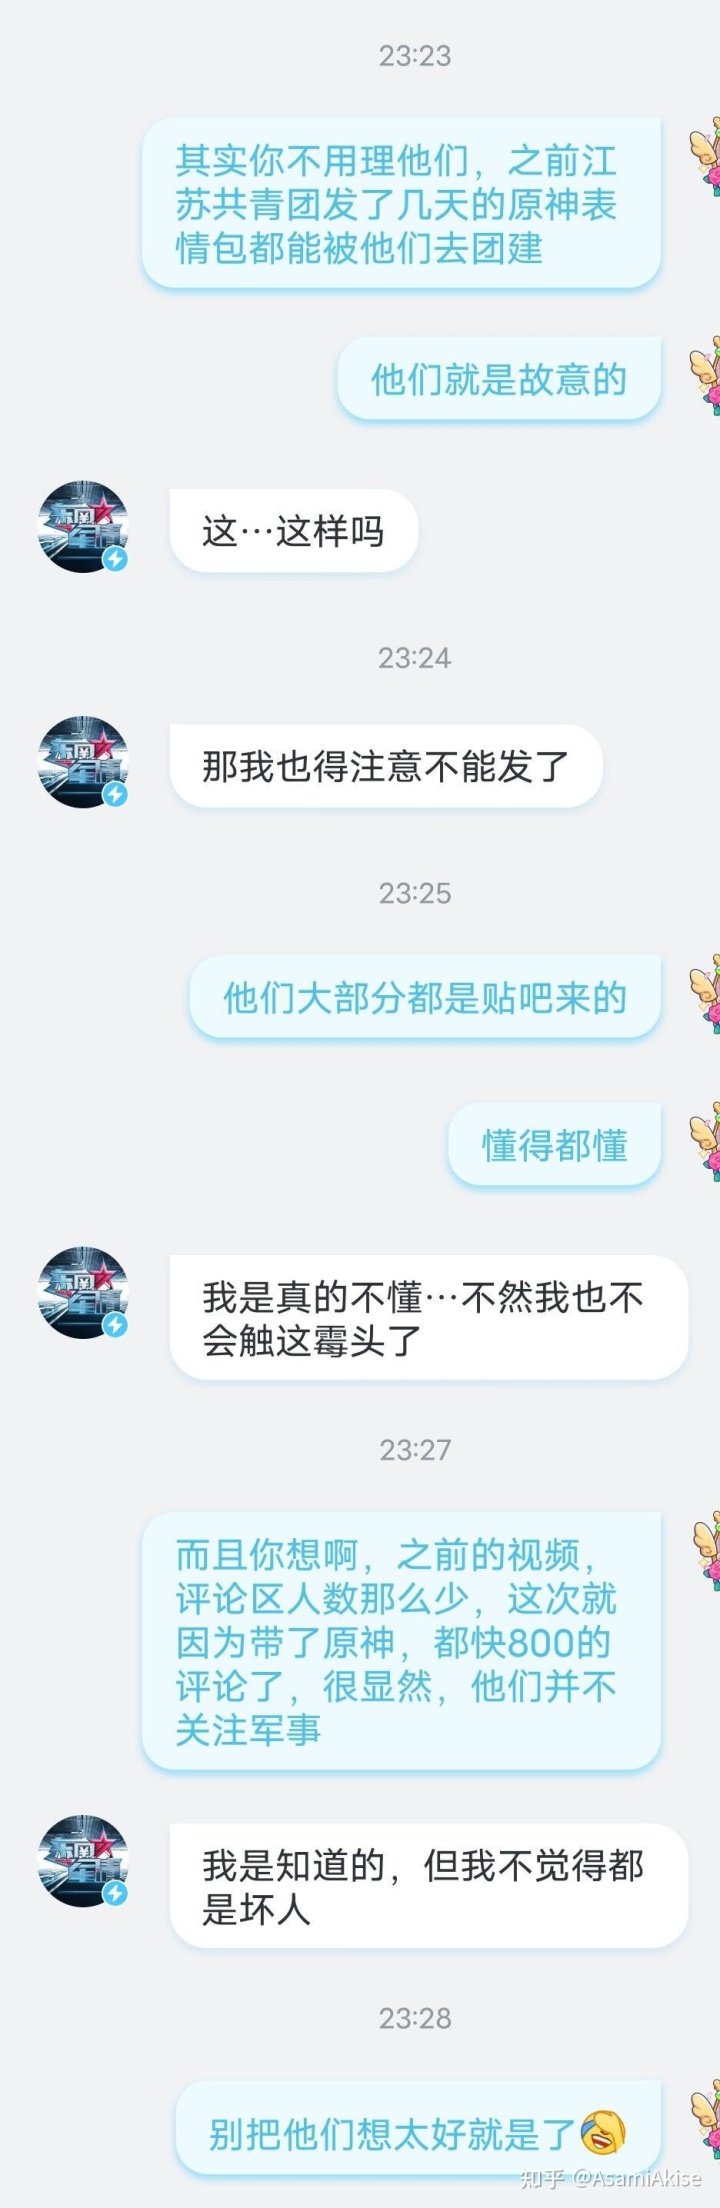 23:23
其实你不用理他们，之前江
苏共青团发了几天的原神表
情包都能被他们去团建
他们就是故意的
东南
军情
这…这样吗
23:24
东南
军情
那我也得注意不能发了
23:25
他们大部分都是贴吧来的
懂得都懂
东南
军情
我是真的不懂…不然我也不
会触这霉头了
23:27
而且你想啊，之前的视频，
评论区人数那么少，这次就
因为带了原神，都快800的
评论了，很显然，他们并不
关注军事
东南
军情
我是知道的，但我不觉得都
是坏人
23:28
别把他们想太好就是了
知乎 @AsamiAkise